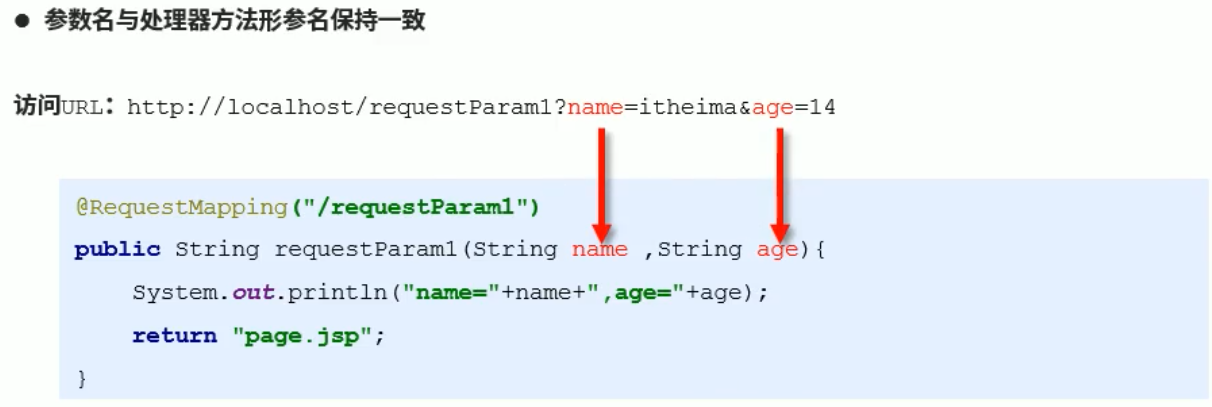 ● 参数名与处理器方法形参名保持一致
访问URL：http://localhost/requestParam1?name=itheima&age=14
@RequestMapping("/requestParam1")
public String requestParam1(String name ,String age){
    System.out.println("name="+name+",age="+age);
    return "page.jsp";
}